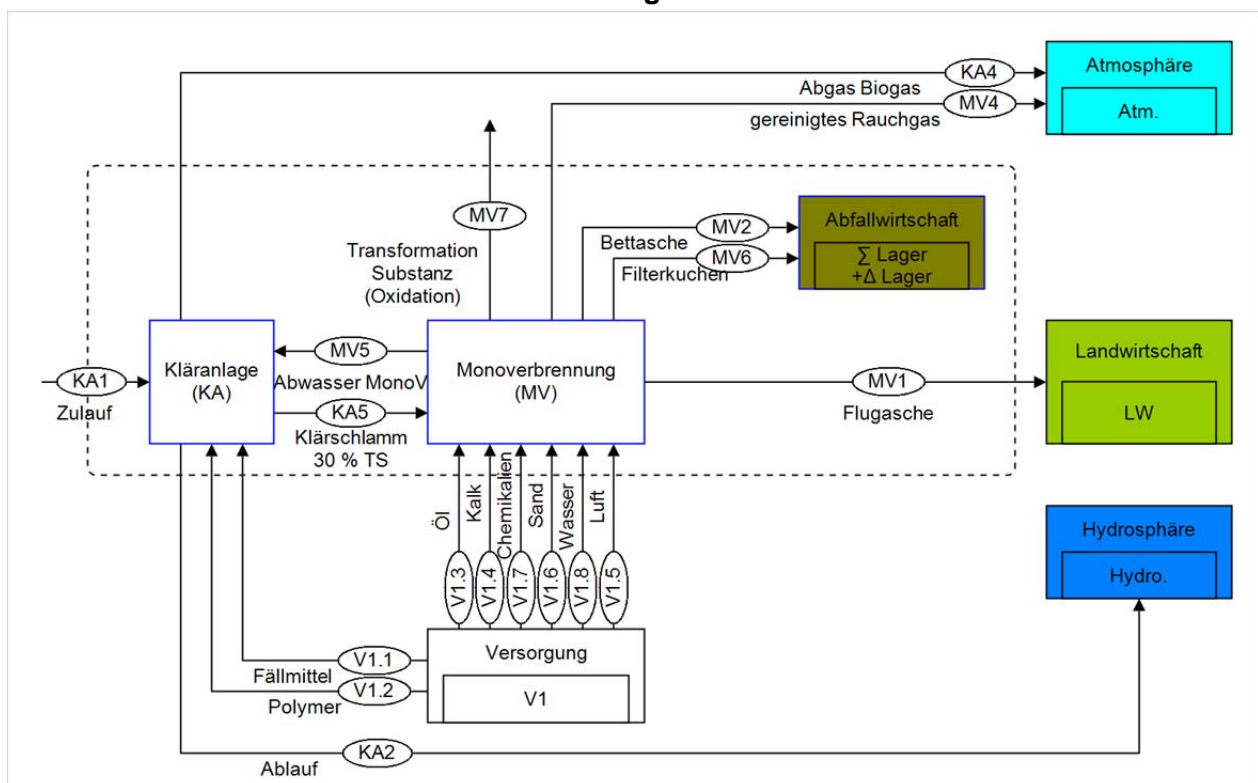 g
KA4
Atmosphäre
Abgas Biogas
MV4
gereinigtes Rauchgas
Atm.
MV7
Transformation
Substanz
(Oxidation)
MV2
Bettasche
MV6
Filterkuchen
Abfallwirtschaft
∑ Lager
+Δ Lager
KA1
Zulauf
Kläranlage
(KA)
MV5
Abwasser MonoV
KA5
Klärschlamm
30 % TS
Monoverbrennung
(MV)
MV1
Flugasche
Landwirtschaft
LW
Öl
Kalk
Chemikalien
Sand
Wasser
Luft
V1.3
V1.4
V1.7
V1.6
V1.8
V1.5
Hydrosphäre
Hydro.
V1.1
Fällmittel
V1.2
Polymer
Versorgung
V1
KA2
Ablauf